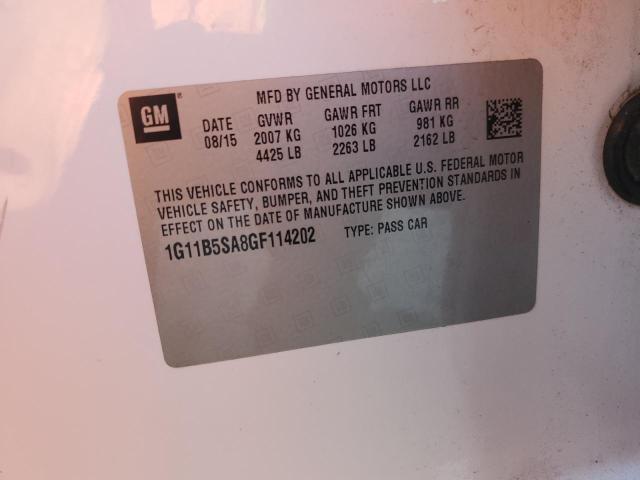 MFD BY GENERAL MOTORS LLC
GM
DATE GVWR GAWR FRT GAWR RR
08/15 2007 KG 1026 KG 981 KG
4425 LB 2263 LB 2162 LB
THIS VEHICLE CONFORMS TO ALL APPLICABLE U.S. FEDERAL MOTOR
VEHICLE SAFETY, BUMPER, AND THEFT PREVENTION STANDARDS IN
EFFECT ON THE DATE OF MANUFACTURE SHOWN ABOVE.
1G11B5SA8GF114202 TYPE: PASS CAR